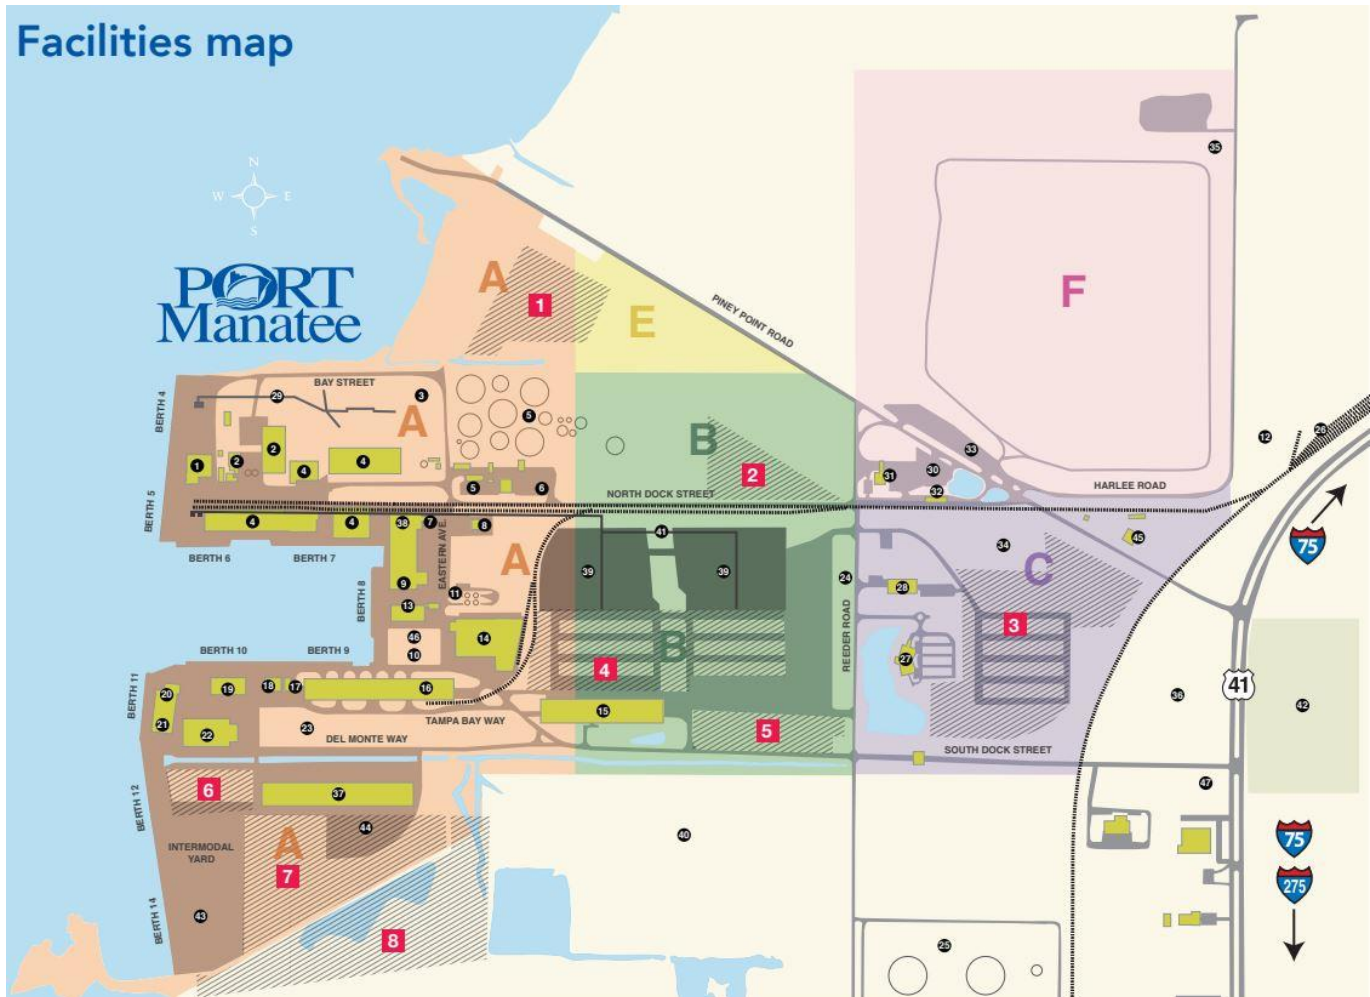 Facilities map
N
W E
S
PORT
Manatee
A
1
E
PINEY POINT ROAD
F
35
BERTH 4
BAY STREET
29
3
A
5
B
2
33
12
26
1
2
2
4
4
5
6
31
30
32
HARLEE ROAD
NORTH DOCK STREET
BERTH 5
4
4
38
7
8
EASTERN AVE.
41
34
45
75
BERTH 6
BERTH 7
A
C
BERTH 8
9
39
39
24
28
11
13
46
10
14
B
3
REEDER ROAD
BERTH 10
BERTH 9
4
27
41
BERTH 11
20
19
18
17
16
36
42
21
22
23
TAMPA BAY WAY
15
5
DEL MONTE WAY
SOUTH DOCK STREET
6
37
47
BERTH 12
44
40
75
INTERMODAL
YARD
A
7
275
BERTH 14
43
8
25